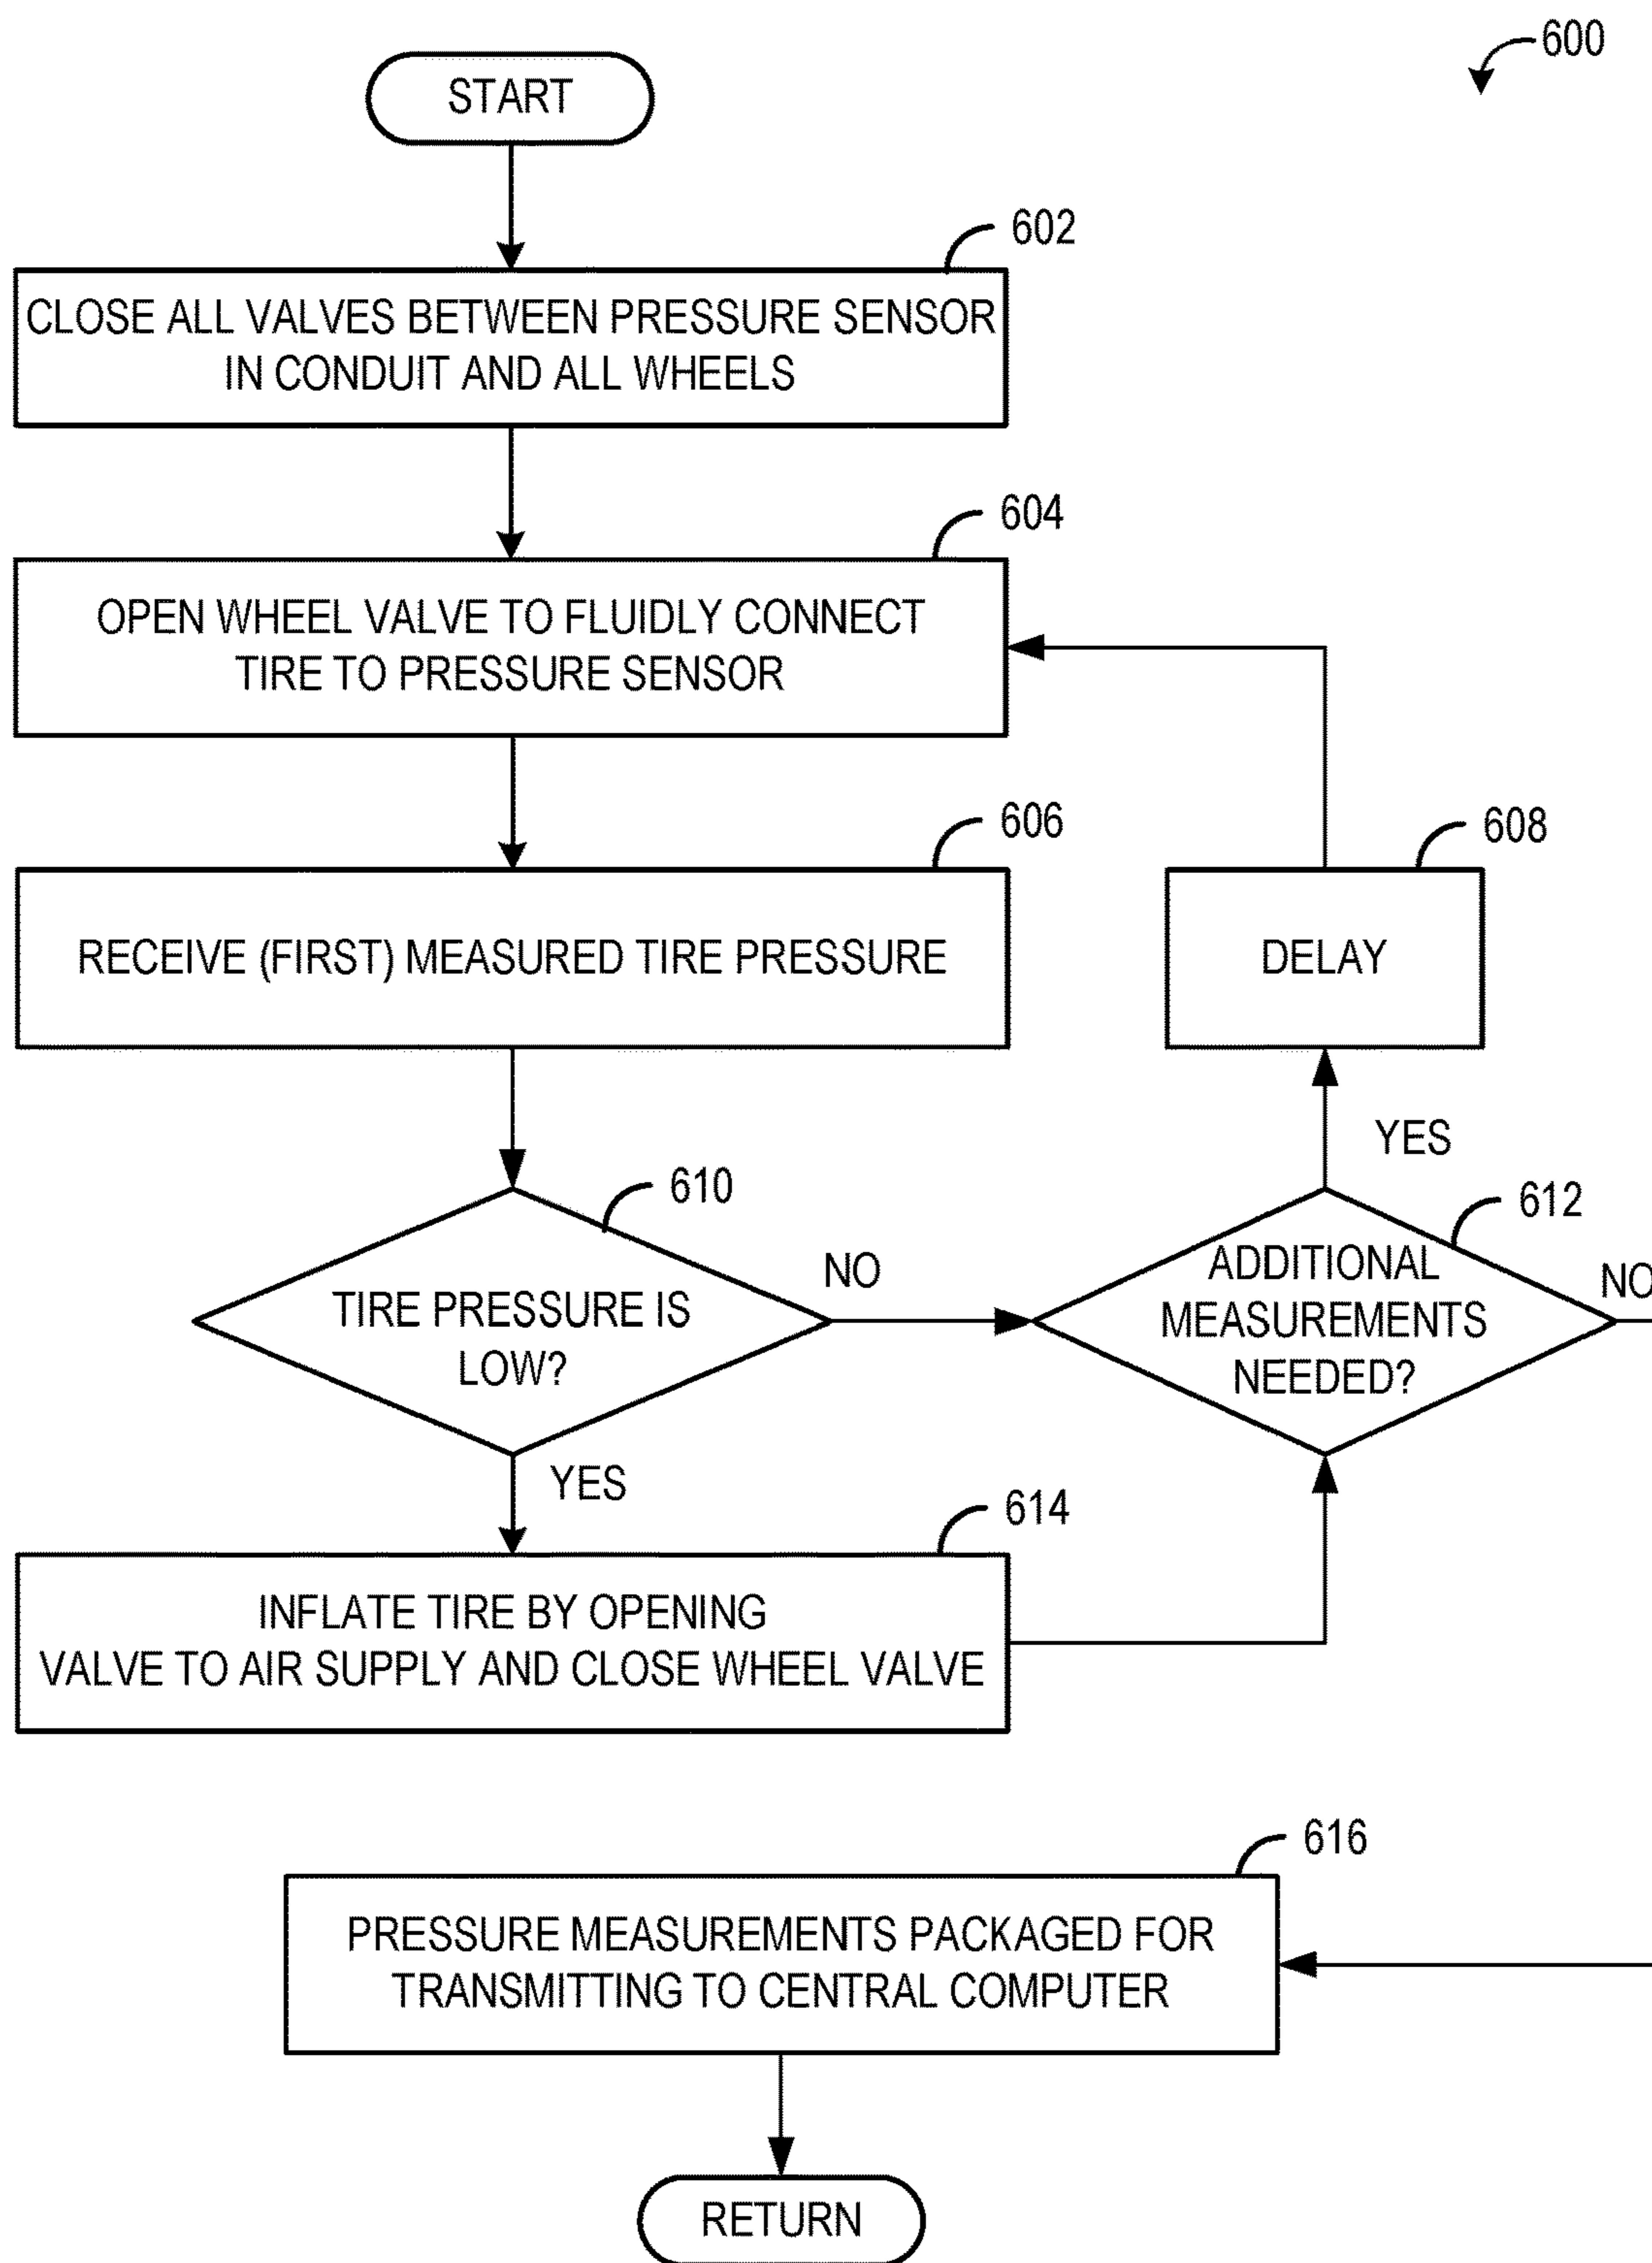 600
START
602
CLOSE ALL VALVES BETWEEN PRESSURE SENSOR
IN CONDUIT AND ALL WHEELS
604
OPEN WHEEL VALVE TO FLUIDLY CONNECT
TIRE TO PRESSURE SENSOR
606
RECEIVE (FIRST) MEASURED TIRE PRESSURE
608
DELAY
YES
610
TIRE PRESSURE IS
LOW?
NO
612
ADDITIONAL
MEASUREMENTS
NEEDED?
NO
YES
614
INFLATE TIRE BY OPENING
VALVE TO AIR SUPPLY AND CLOSE WHEEL VALVE
616
PRESSURE MEASUREMENTS PACKAGED FOR
TRANSMITTING TO CENTRAL COMPUTER
RETURN